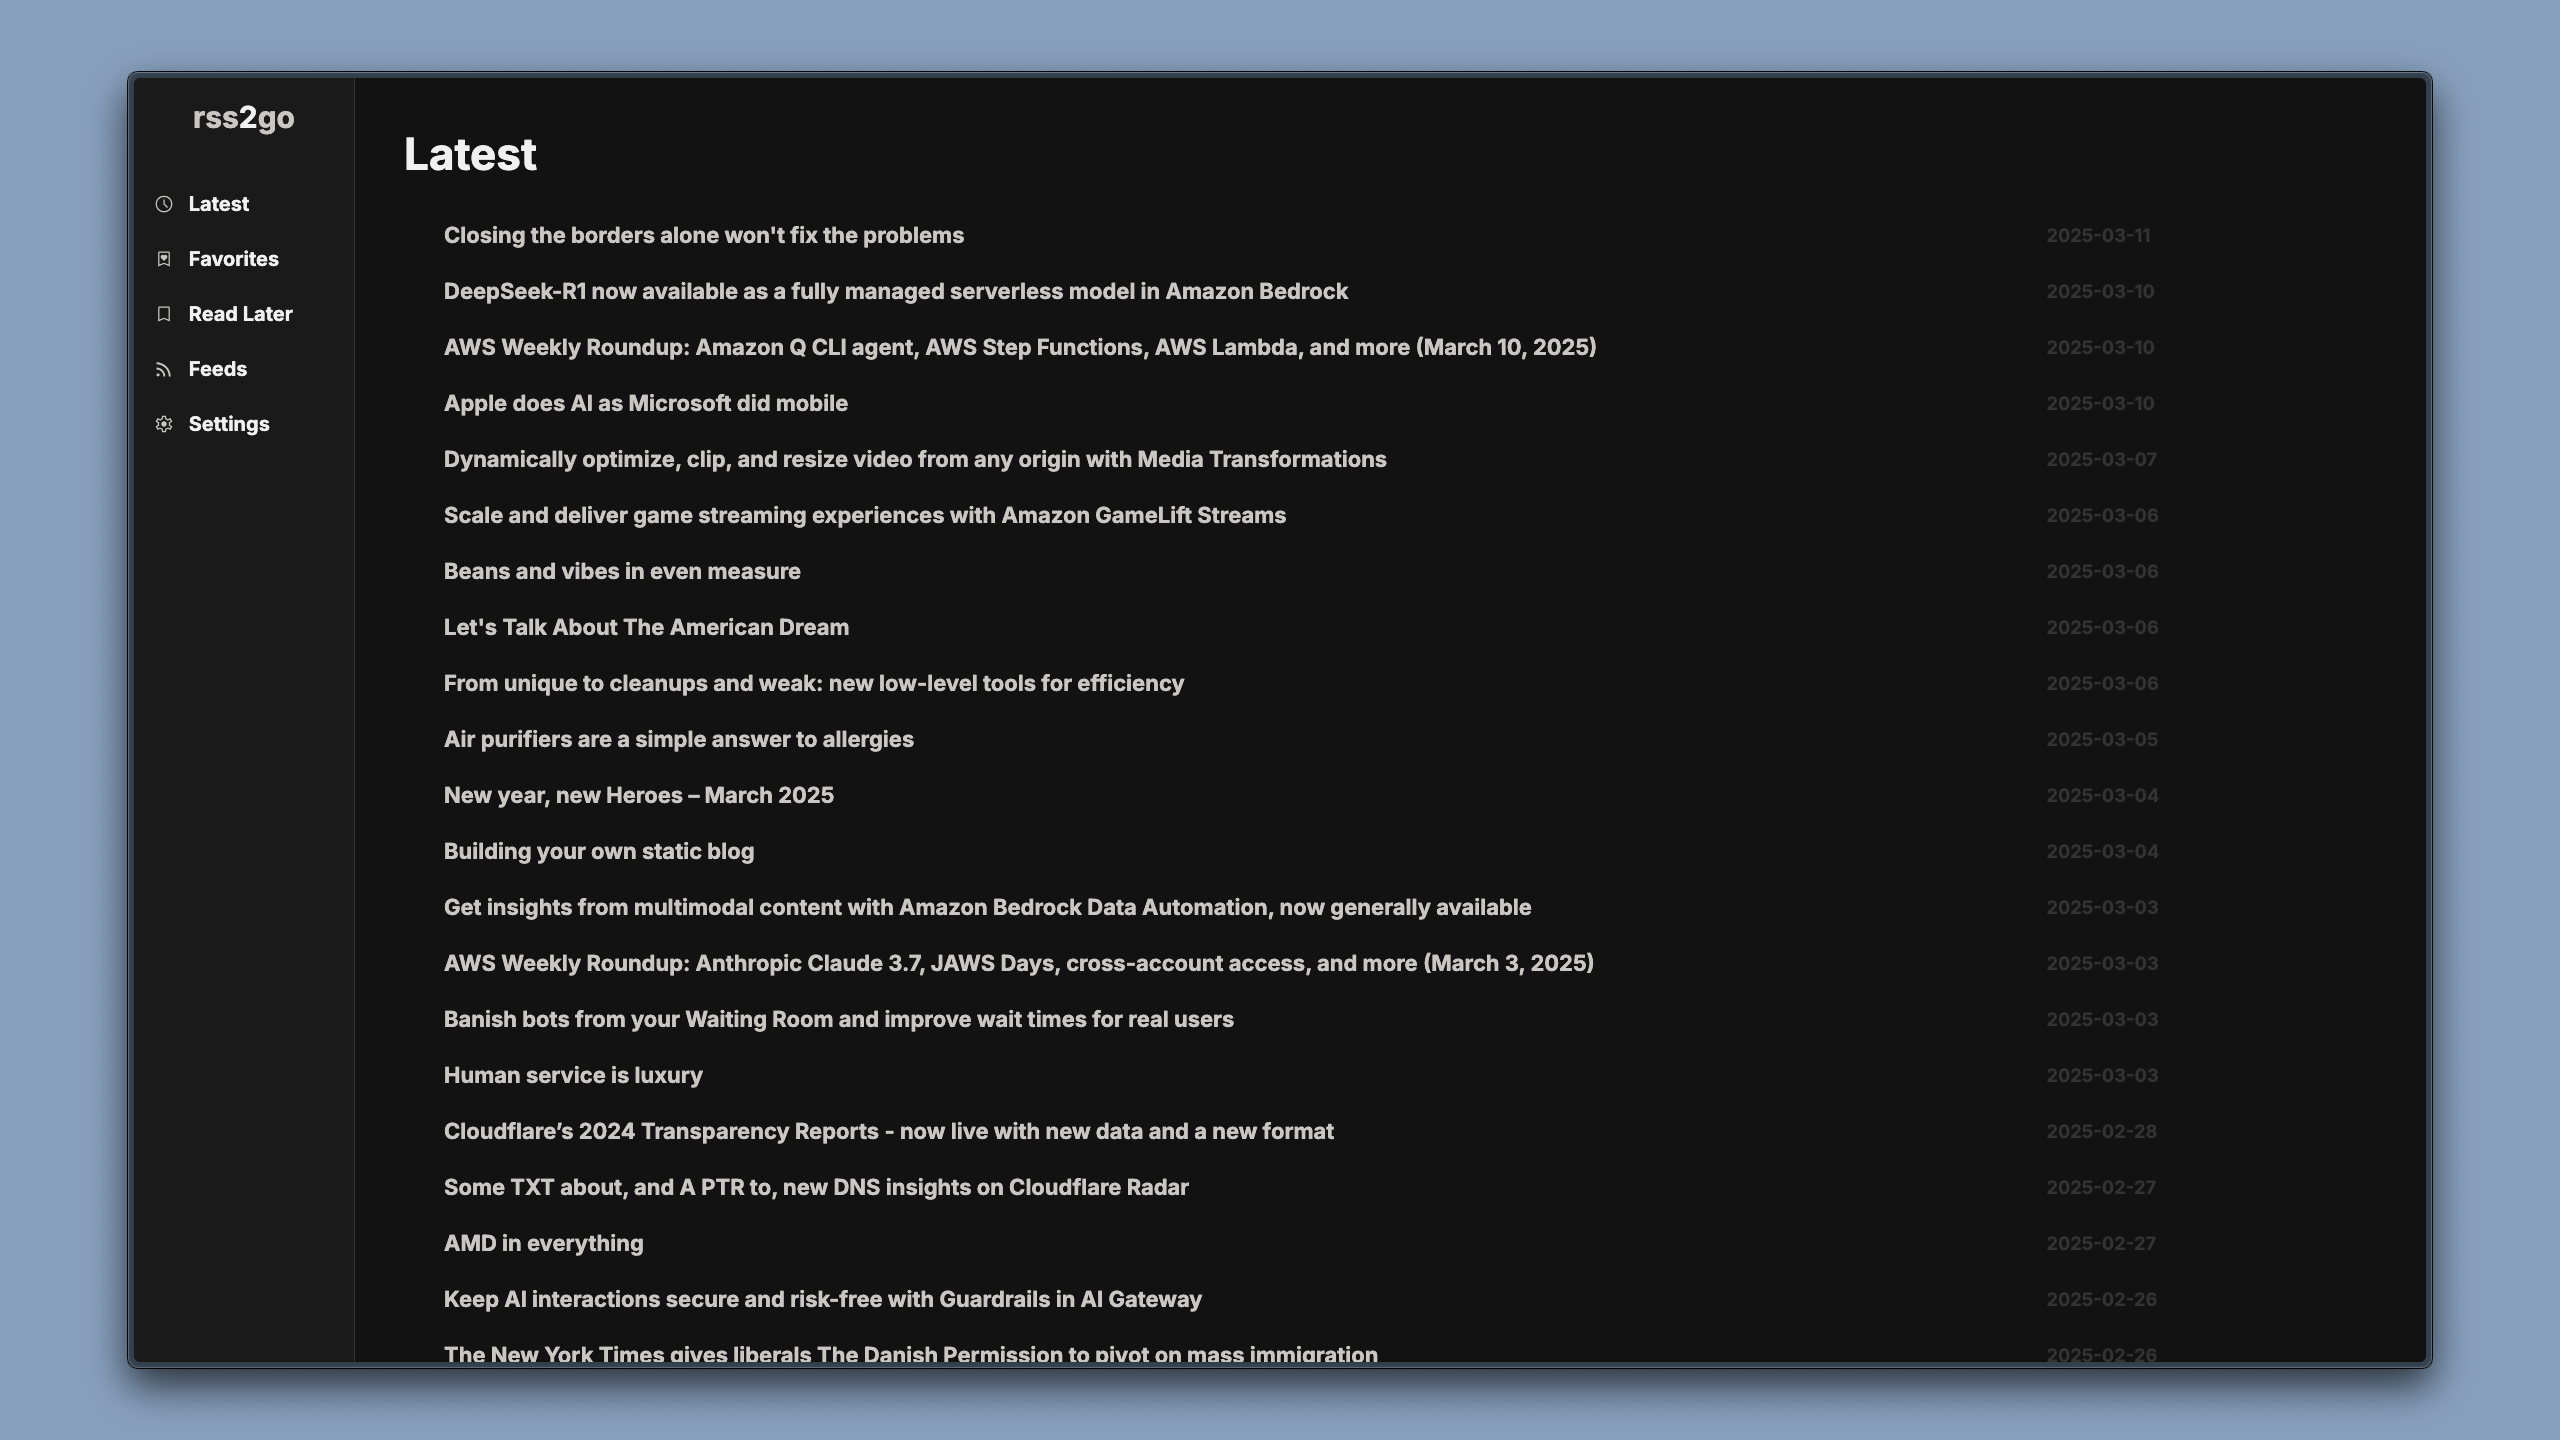 rss2go
Latest
Favorites
Read Later
Feeds
Settings
Latest
Closing the borders alone won't fix the problems 2025-03-11
DeepSeek-R1 now available as a fully managed serverless model in Amazon Bedrock 2025-03-10
AWS Weekly Roundup: Amazon Q CLI agent, AWS Step Functions, AWS Lambda, and more (March 10, 2025) 2025-03-10
Apple does AI as Microsoft did mobile 2025-03-10
Dynamically optimize, clip, and resize video from any origin with Media Transformations 2025-03-07
Scale and deliver game streaming experiences with Amazon GameLift Streams 2025-03-06
Beans and vibes in even measure 2025-03-06
Let's Talk About The American Dream 2025-03-06
From unique to cleanups and weak: new low-level tools for efficiency 2025-03-06
Air purifiers are a simple answer to allergies 2025-03-05
New year, new Heroes – March 2025 2025-03-04
Building your own static blog 2025-03-04
Get insights from multimodal content with Amazon Bedrock Data Automation, now generally available 2025-03-03
AWS Weekly Roundup: Anthropic Claude 3.7, JAWS Days, cross-account access, and more (March 3, 2025) 2025-03-03
Banish bots from your Waiting Room and improve wait times for real users 2025-03-03
Human service is luxury 2025-03-03
Cloudflare’s 2024 Transparency Reports - now live with new data and a new format 2025-02-28
Some TXT about, and A PTR to, new DNS insights on Cloudflare Radar 2025-02-27
AMD in everything 2025-02-27
Keep AI interactions secure and risk-free with Guardrails in AI Gateway 2025-02-26
The New York Times gives liberals The Danish Permission to pivot on mass immigration 2025-02-26